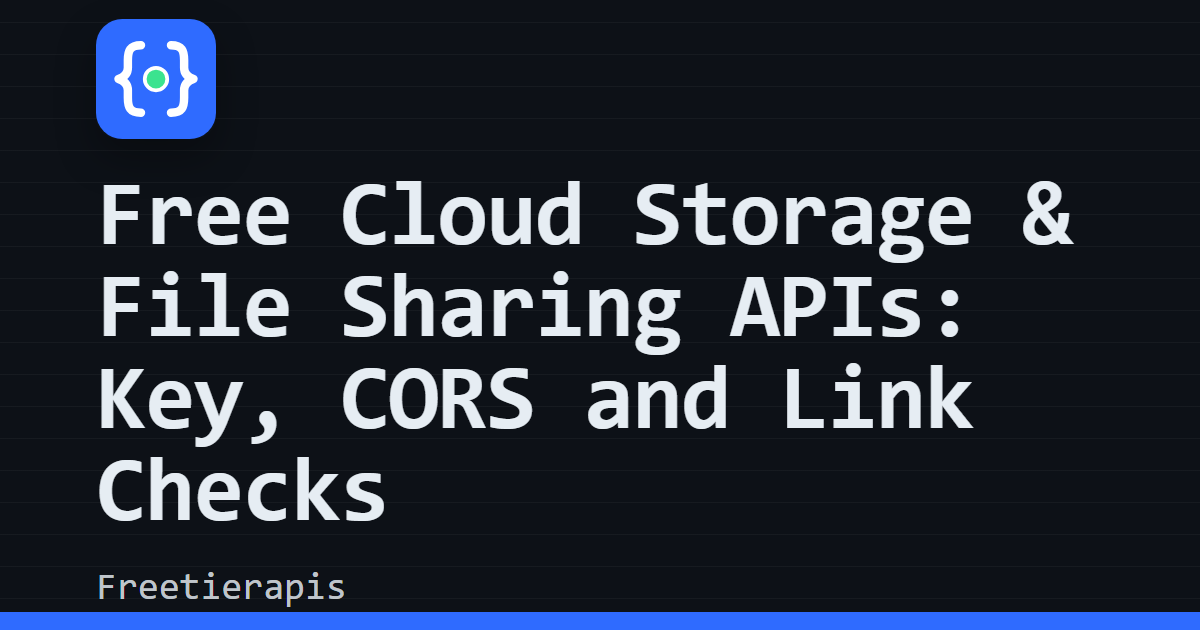 Free Cloud Storage &
File Sharing APIs:
Key, CORS and Link
Checks
Freetierapis